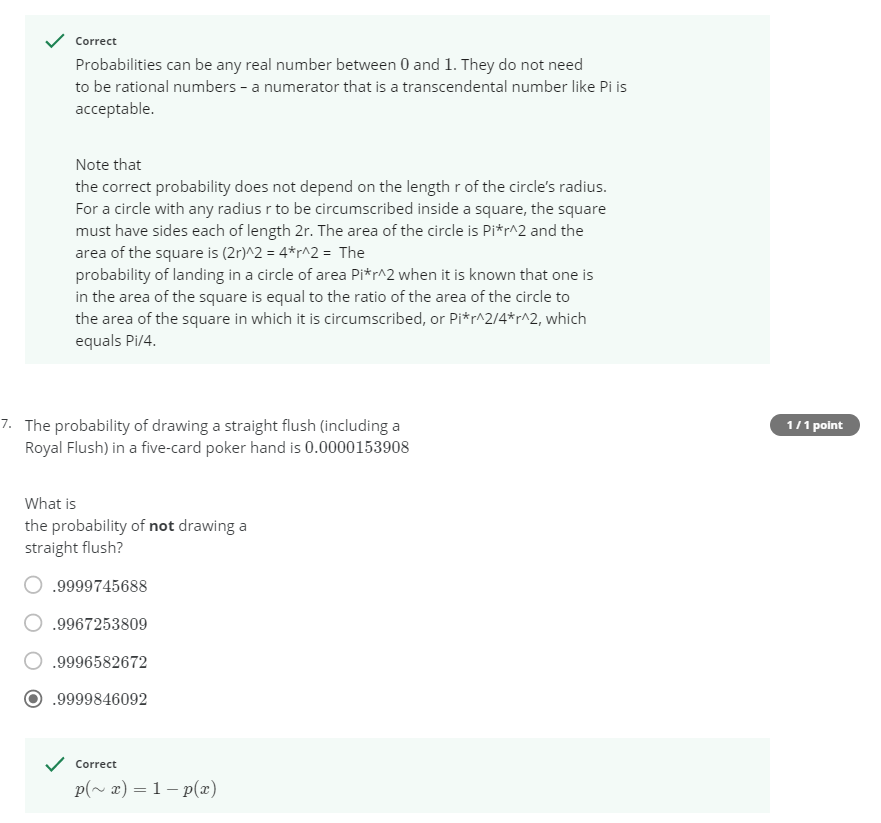 Correct
Probabilities can be any real number between 0 and 1. They do not need
to be rational numbers – a numerator that is a transcendental number like Pi is
acceptable.
Note that
the correct probability does not depend on the length r of the circle's radius.
For a circle with any radius r to be circumscribed inside a square, the square
must have sides each of length 2r. The area of the circle is Pi*r^2 and the
area of the square is (2r)^2 = 4*r^2 = The
probability of landing in a circle of area Pi*r^2 when it is known that one is
in the area of the square is equal to the ratio of the area of the circle to
the area of the square in which it is circumscribed, or Pi*r^2/4*r^2, which
equals Pi/4.
7. The probability of drawing a straight flush (including a
1 / 1 point
Royal Flush) in a five-card poker hand is 0.0000153908
What is
the probability of not drawing a
straight flush?
.9999745688
.9967253809
.9996582672
.9999846092
Correct
p(∼ x) = 1 − p(x)